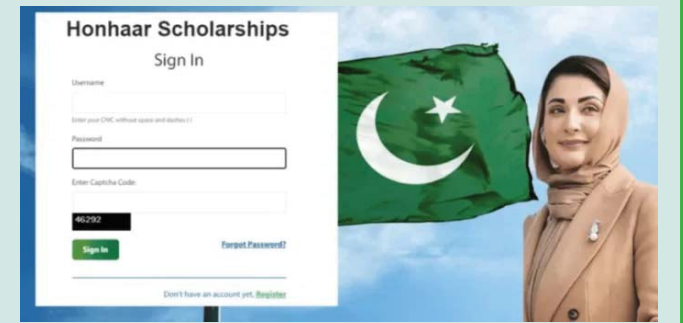 Honhaar Scholarships
Sign In
Username
Enter your CNIC without space and dashes (-)
Password
Enter Captcha Code:
46292
Sign In
Forgot Password?
Don't have an account yet, Register